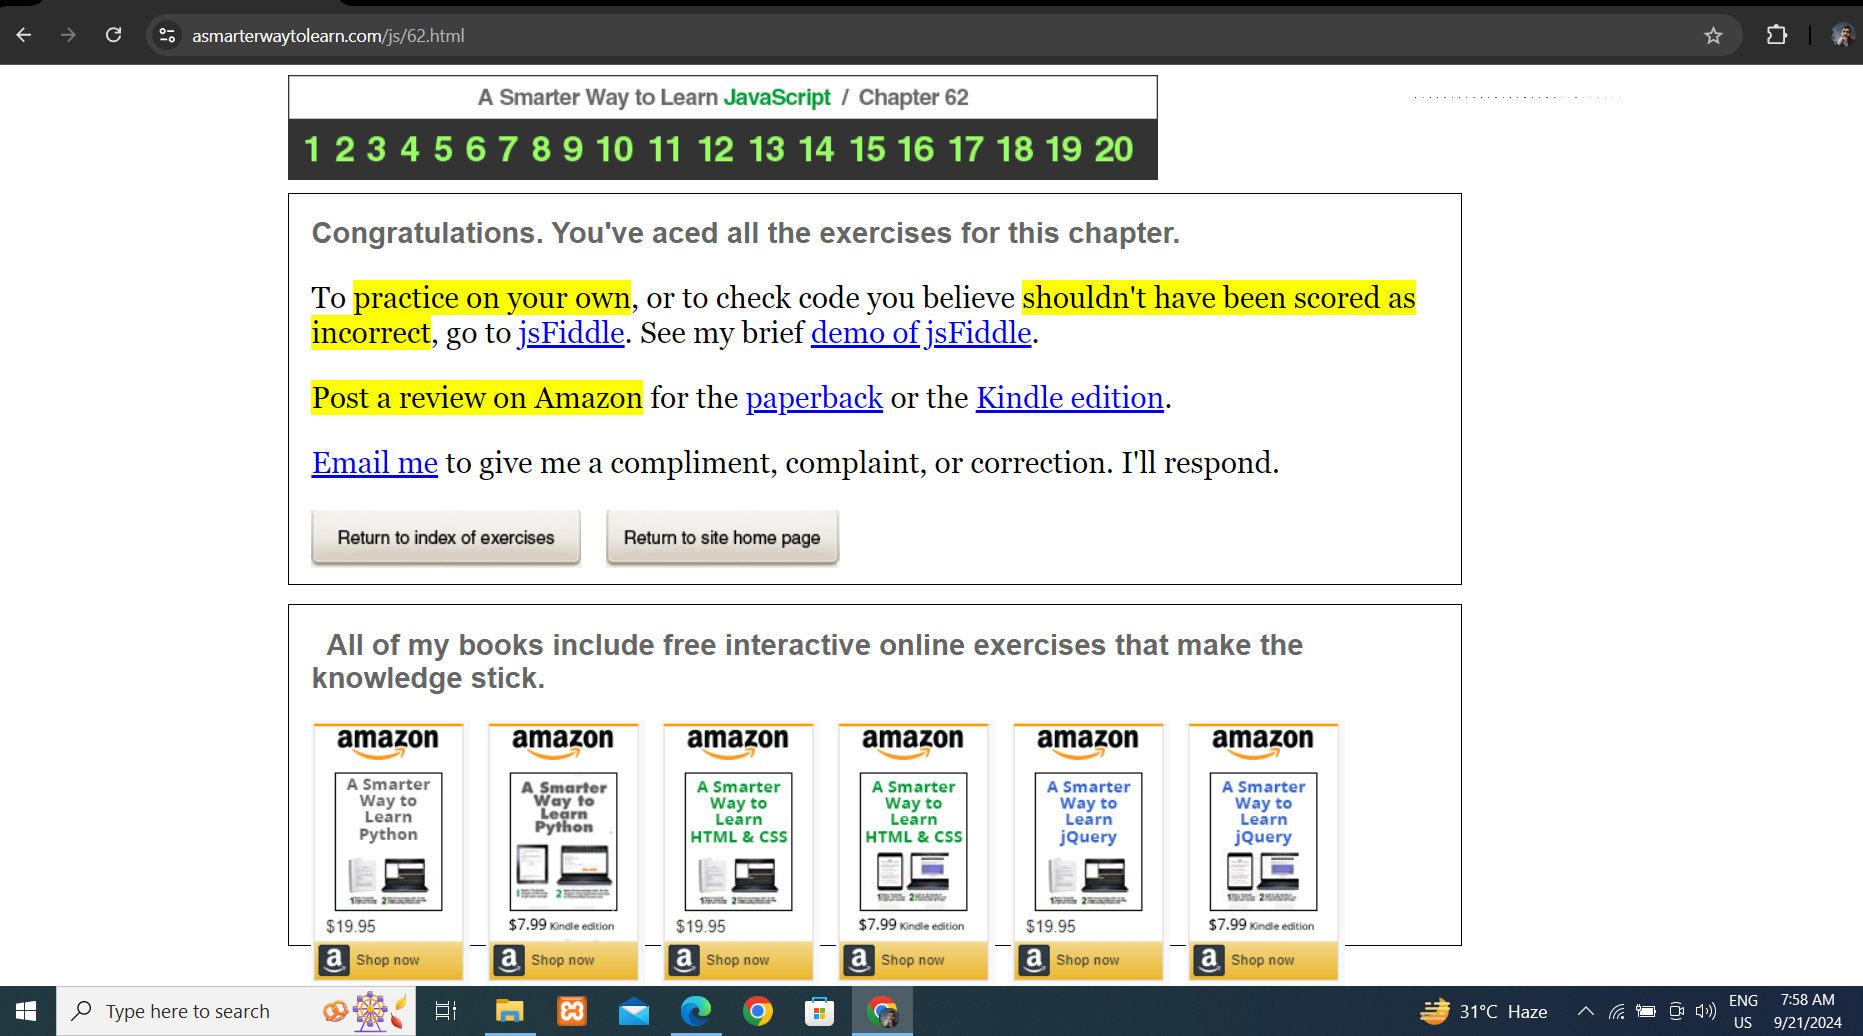 asmarterwaytolearn.com/js/62.html
A Smarter Way to Learn JavaScript / Chapter 62
1 2 3 4 5 6 7 8 9 10 11 12 13 14 15 16 17 18 19 20
Congratulations. You've aced all the exercises for this chapter.
To practice on your own, or to check code you believe shouldn't have been scored as
incorrect, go to jsFiddle. See my brief demo of jsFiddle.
Post a review on Amazon for the paperback or the Kindle edition.
Email me to give me a compliment, complaint, or correction. I'll respond.
Return to index of exercises
Return to site home page
All of my books include free interactive online exercises that make the
knowledge stick.
amazon
A Smarter
Way to
Learn
Python
$19.95
a Shop now
amazon
A Smarter
Way to
Learn
Python
$7.99 Kindle edition
a Shop now
amazon
A Smarter
Way to
Learn
HTML & CSS
$19.95
a Shop now
amazon
A Smarter
Way to
Learn
HTML & CSS
$7.99 Kindle edition
a Shop now
amazon
A Smarter
Way to
Learn
jQuery
$19.95
a Shop now
amazon
A Smarter
Way to
Learn
jQuery
$7.99 Kindle edition
a Shop now
Type here to search
31°C Haze
ENG
US
7:58 AM
9/21/2024